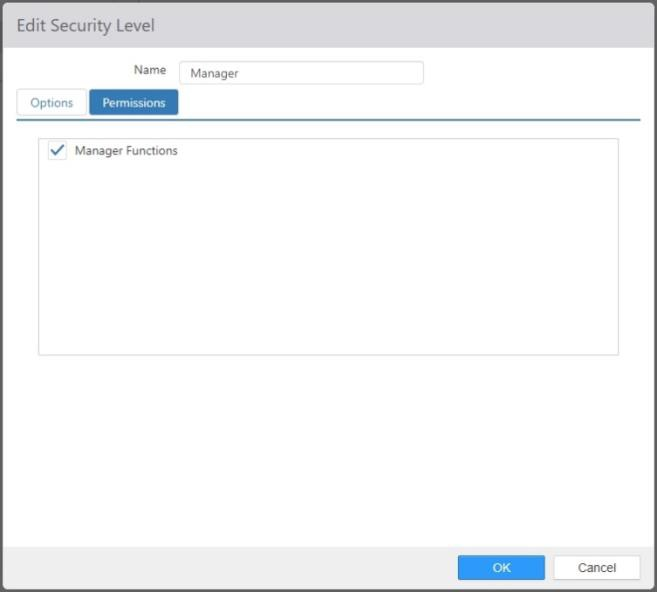 Edit Security Level
Name Manager
Options Permissions
Manager Functions
OK Cancel